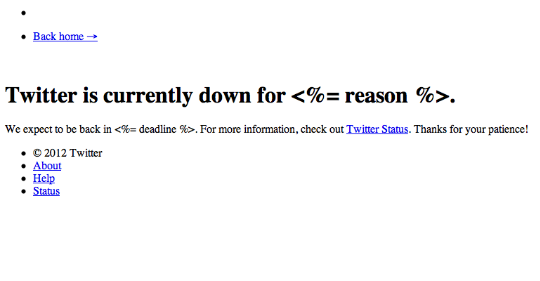 Back home →
Twitter is currently down for <%= reason %>.
We expect to be back in <%= deadline %>. For more information, check out Twitter Status. Thanks for your patience!
© 2012 Twitter
About
Help
Status